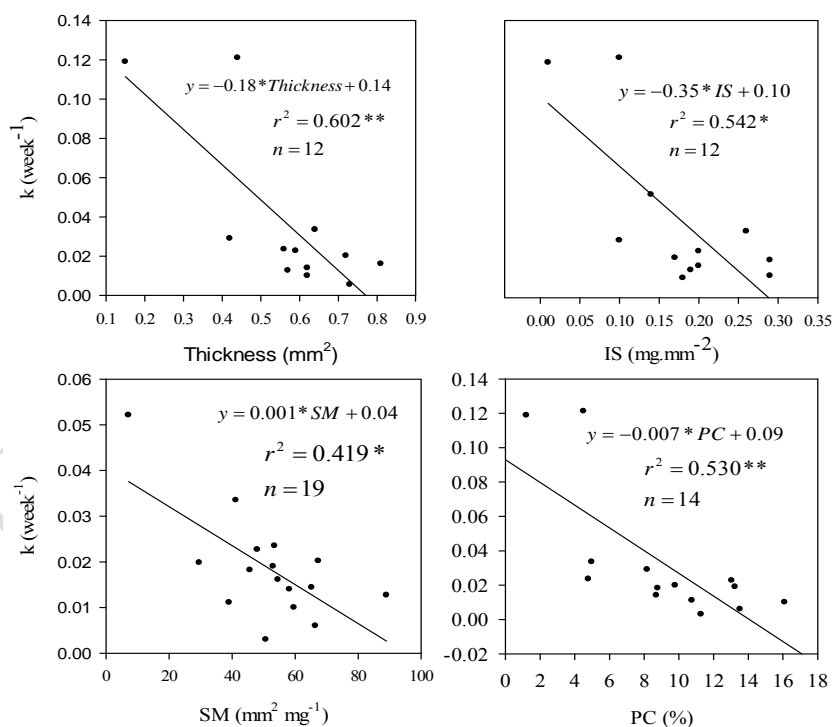 0.14
0.12
0.10
0.08
0.06
0.04
0.02
0.00
k (week-1)
y = −0.18* Thickness + 0.14
r² = 0.602**
n = 12
0.1 0.2 0.3 0.4 0.5 0.6 0.7 0.8 0.9
Thickness (mm²)
y = −0.35* IS + 0.10
r² = 0.542*
n = 12
0.00 0.05 0.10 0.15 0.20 0.25 0.30 0.35
IS (mg.mm-2)
0.06
0.05
0.04
0.03
0.02
0.01
0.00
k (week-1)
y = 0.001* SM + 0.04
r² = 0.419*
n = 19
0 20 40 60 80 100
SM (mm² mg-1)
0.14
0.12
0.10
0.08
0.06
0.04
0.02
0.00
-0.02
y = −0.007* PC + 0.09
r² = 0.530**
n = 14
0 2 4 6 8 10 12 14 16 18
PC (%)